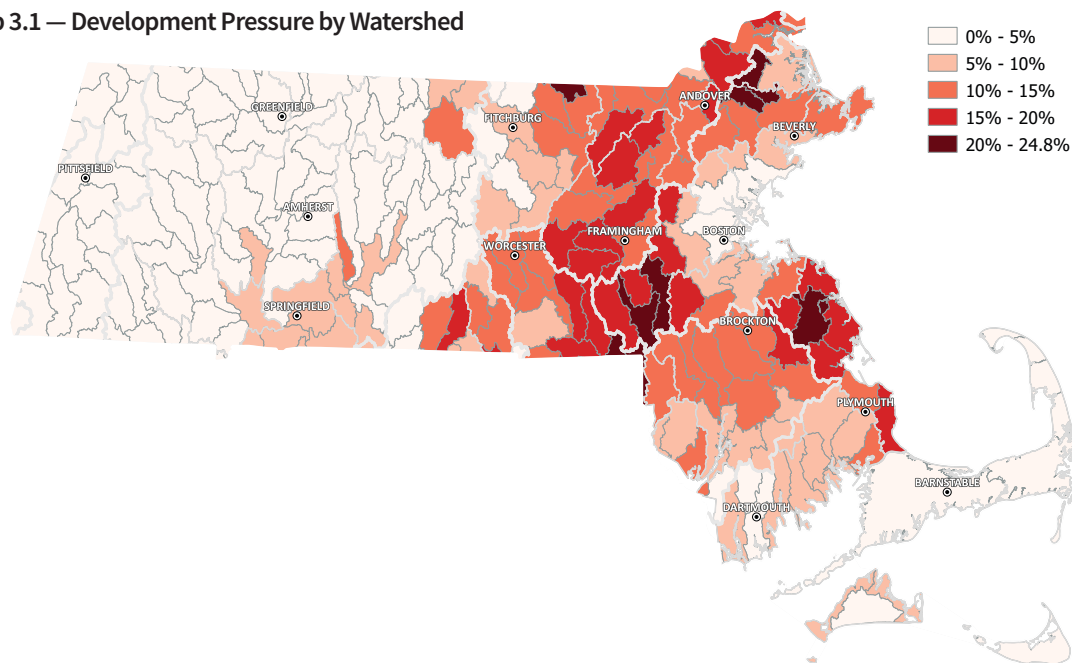 3.1 — Development Pressure by Watershed
0% - 5%
5% - 10%
10% - 15%
15% - 20%
20% - 24.8%
ANDOVER
GREENFIELD
FITCHBURG
BEVERLY
PITTSFIELD
AMHERST
FRAMINGHAM
BOSTON
WORCESTER
SPRINGFIELD
BROCKTON
PLYMOUTH
BARNSTABLE
DARTMOUTH